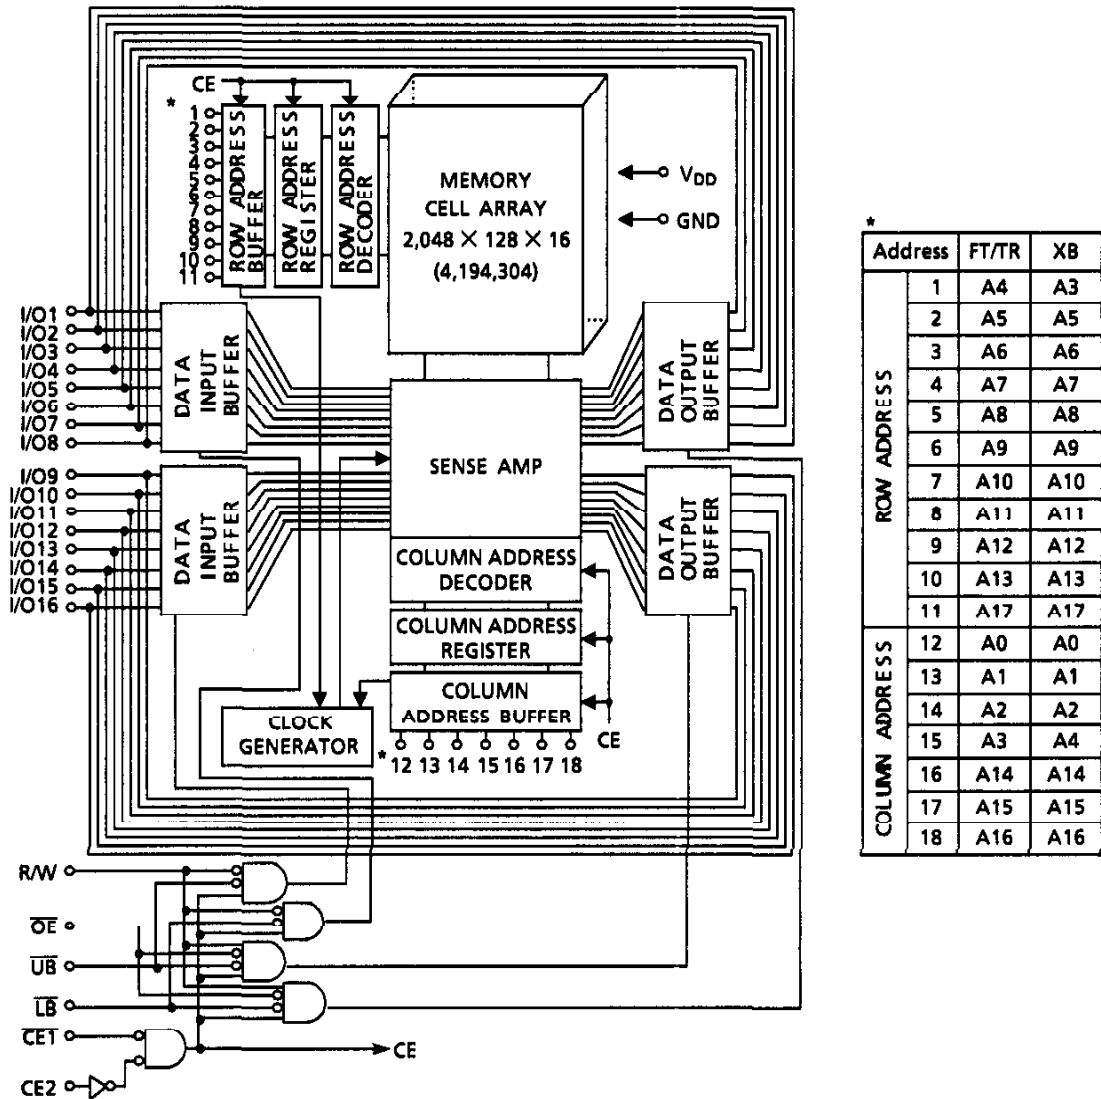 CE
*
1
2
3
4
5
6
7
8
9
10
11
ROW ADDRESS
BUFFER
ROW ADDRESS
REGISTER
ROW ADDRESS
DECODER
MEMORY
CELL ARRAY
2,048 × 128 × 16
(4,194,304)
VDD
GND
I/O1
I/O2
I/O3
I/O4
I/O5
I/O6
I/O7
I/O8
DATA
INPUT
BUFFER
DATA
OUTPUT
BUFFER
SENSE AMP
I/O9
I/O10
I/O11
I/O12
I/O13
I/O14
I/O15
I/O16
DATA
INPUT
BUFFER
DATA
OUTPUT
BUFFER
COLUMN ADDRESS
DECODER
COLUMN ADDRESS
REGISTER
COLUMN
ADDRESS BUFFER
CLOCK
GENERATOR
*
12 13 14 15 16 17 18
CE
R/W
OE
UB
LB
CE1
CE2
CE
*
Address FT/TR XB
ROW ADDRESS
1 A4 A3
2 A5 A5
3 A6 A6
4 A7 A7
5 A8 A8
6 A9 A9
7 A10 A10
8 A11 A11
9 A12 A12
10 A13 A13
11 A17 A17
COLUMN ADDRESS
12 A0 A0
13 A1 A1
14 A2 A2
15 A3 A4
16 A14 A14
17 A15 A15
18 A16 A16